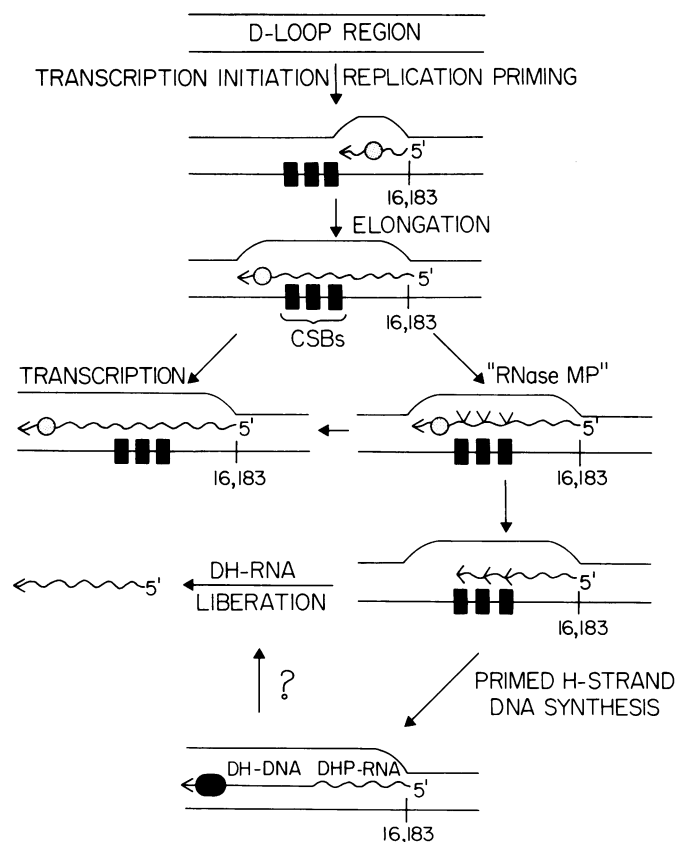 D-LOOP REGION
TRANSCRIPTION INITIATION REPLICATION PRIMING
5'
16,183
ELONGATION
5'
16,183
CSBs
TRANSCRIPTION
"RNase MP"
5'
5'
16,183
16,183
5'
DH-RNA
LIBERATION
5'
16,183
?
PRIMED H-STRAND
DNA SYNTHESIS
DH-DNA DHP-RNA
5'
16,183